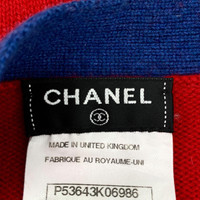 CHANEL
MADE IN UNITED KINGDOM
FABRIQUE AU ROYAUME-UNI
P53643K06986